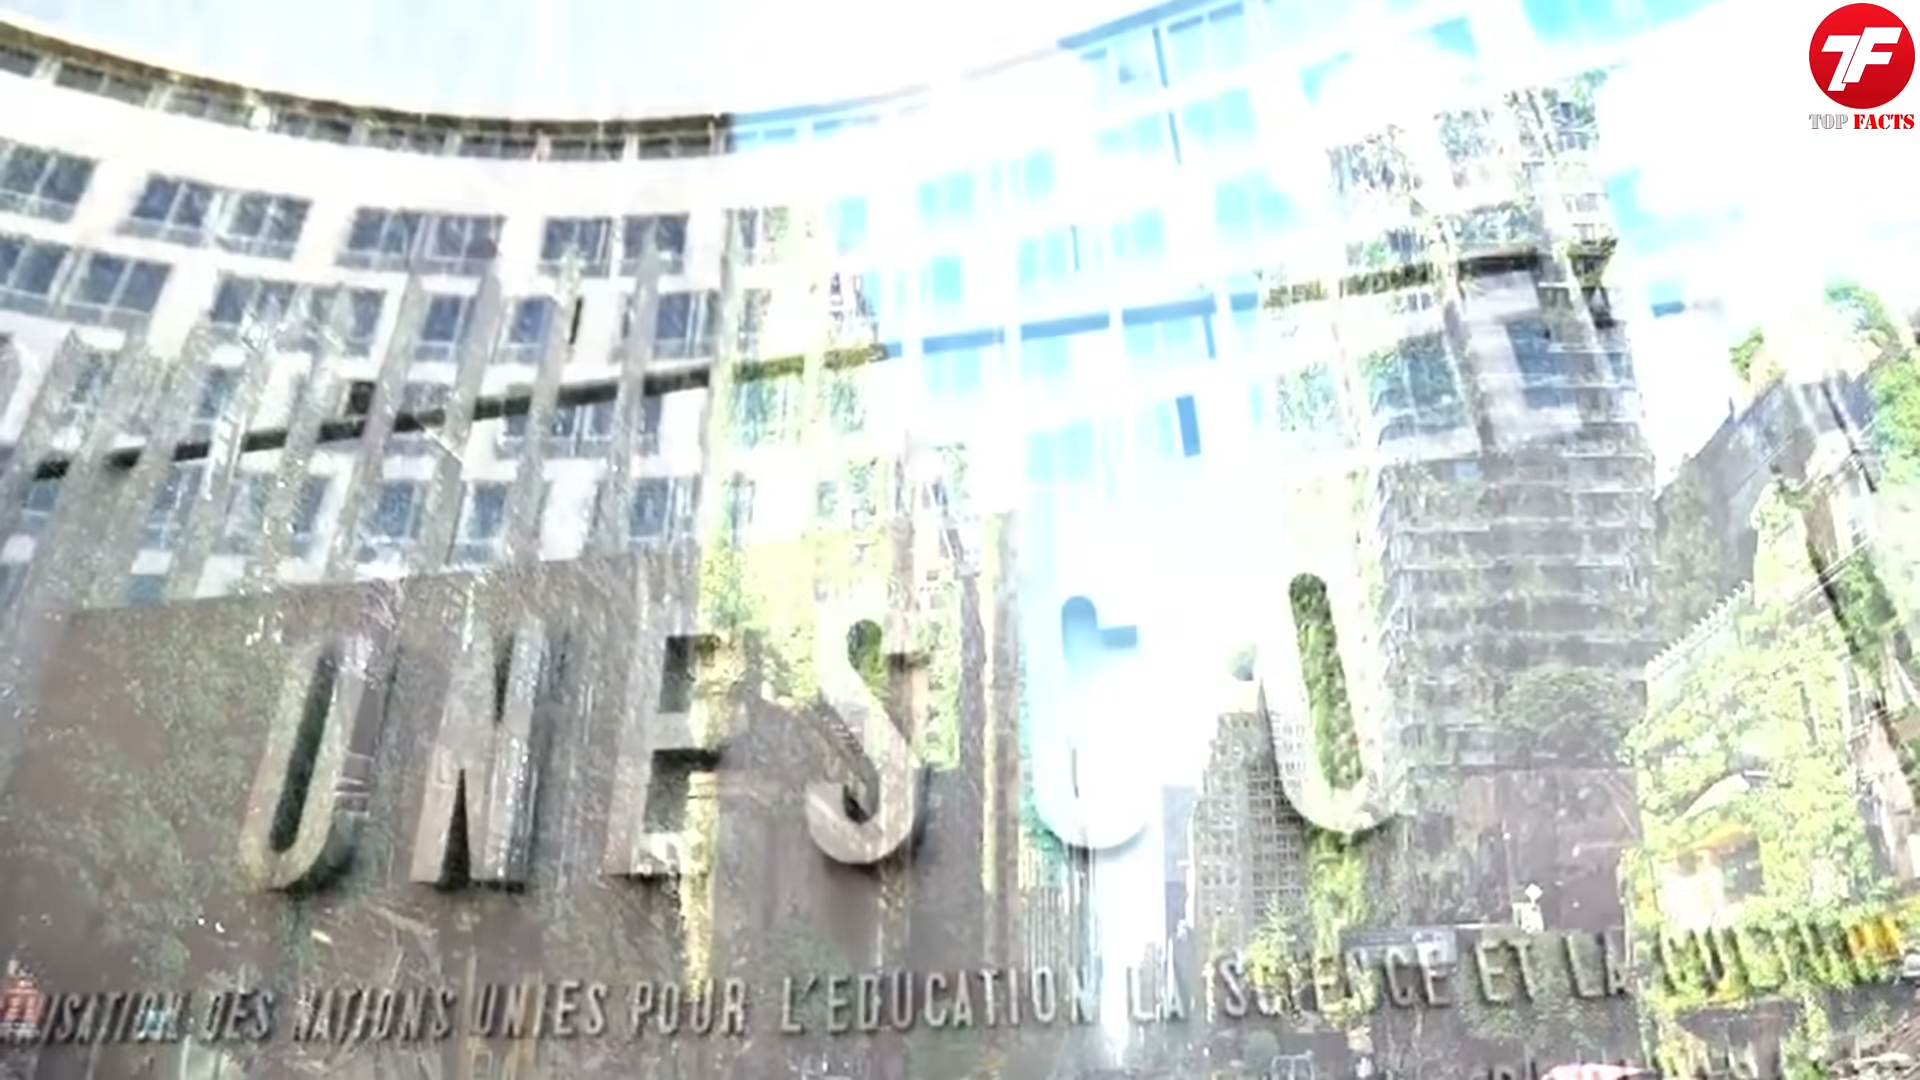 TF
TOP FACTS
UNESCO
DES NATIONS UNIES POUR L'EDUCATION LA SCIENCE ET LA